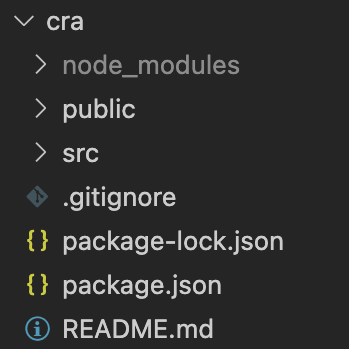 cra
node_modules
public
src
.gitignore
package-lock.json
package.json
README.md